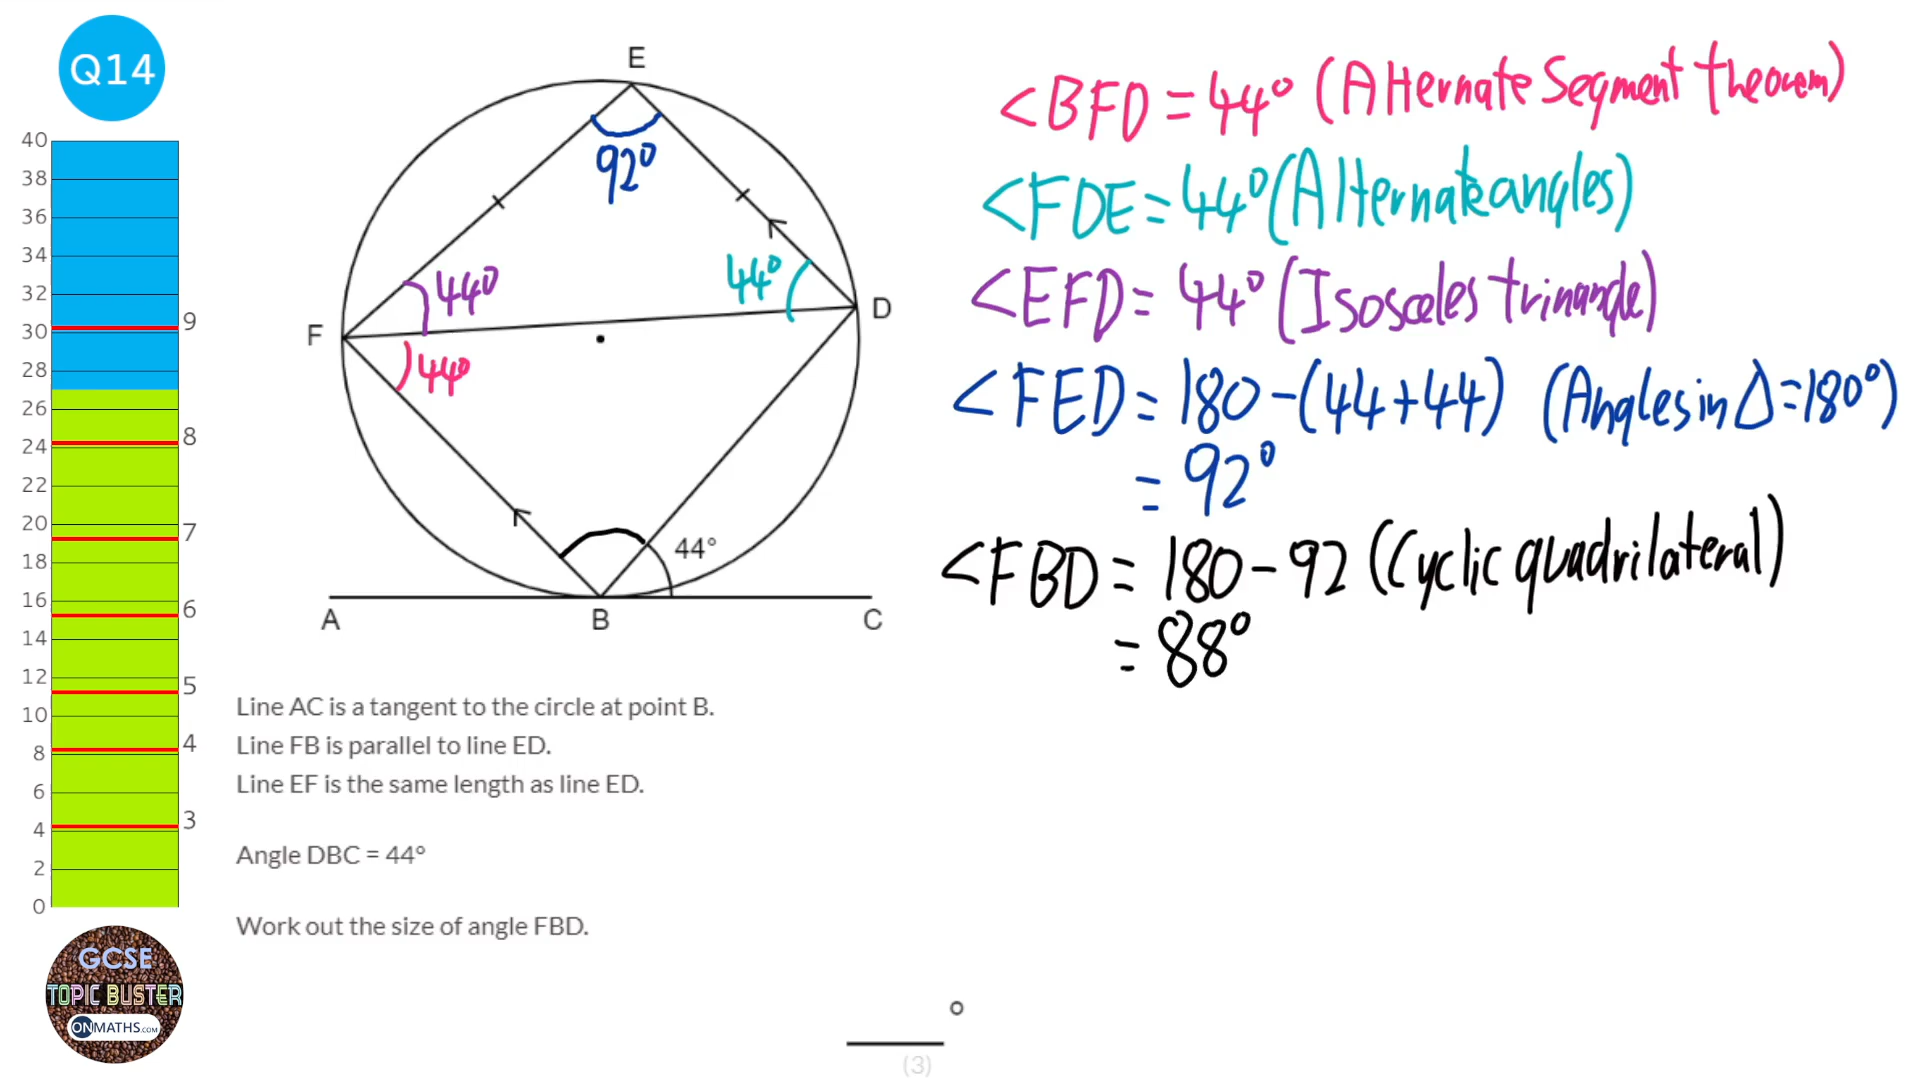 Q14
40
38
36
34
32
30
28
26
24
22
20
18
16
14
12
10
8
6
4
2
0
9
8
7
6
5
4
3
GCSE
TOPIC BUSTER
ONMATHS.COM
E
92°
44°
44°
D
F
44°
44°
A
B
C
<BFD = 44° (Alternate Segment theorem)
<FDE = 44° (Alternate angles)
<EFD = 44° (Isosceles trinangle)
<FED = 180 - (44 + 44) (Angles in Δ = 180°)
= 92°
<FBD = 180 - 92 (Cyclic quadrilateral)
= 88°
Line AC is a tangent to the circle at point B.
Line FB is parallel to line ED.
Line EF is the same length as line ED.
Angle DBC = 44°
Work out the size of angle FBD.
°
(3)